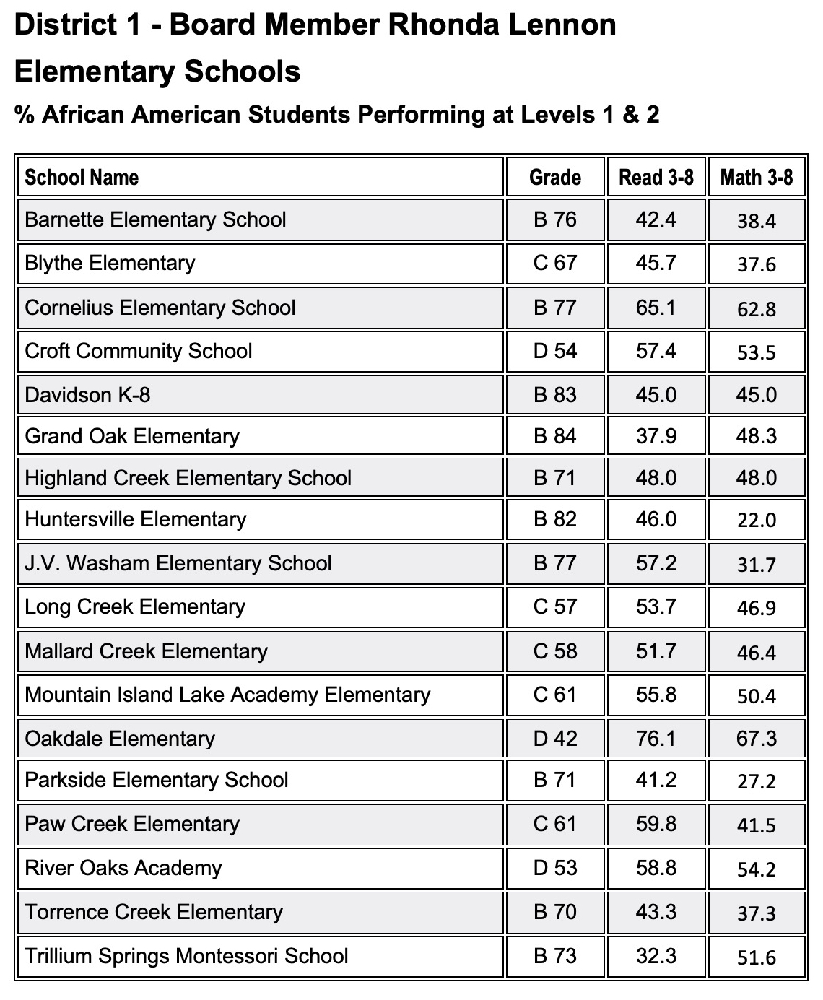 District 1 - Board Member Rhonda Lennon
Elementary Schools
% African American Students Performing at Levels 1 & 2
School Name Grade Read 3-8 Math 3-8
Barnette Elementary School B 76 42.4 38.4
Blythe Elementary C 67 45.7 37.6
Cornelius Elementary School B 77 65.1 62.8
Croft Community School D 54 57.4 53.5
Davidson K-8 B 83 45.0 45.0
Grand Oak Elementary B 84 37.9 48.3
Highland Creek Elementary School B 71 48.0 48.0
Huntersville Elementary B 82 46.0 22.0
J.V. Washam Elementary School B 77 57.2 31.7
Long Creek Elementary C 57 53.7 46.9
Mallard Creek Elementary C 58 51.7 46.4
Mountain Island Lake Academy Elementary C 61 55.8 50.4
Oakdale Elementary D 42 76.1 67.3
Parkside Elementary School B 71 41.2 27.2
Paw Creek Elementary C 61 59.8 41.5
River Oaks Academy D 53 58.8 54.2
Torrence Creek Elementary B 70 43.3 37.3
Trillium Springs Montessori School B 73 32.3 51.6